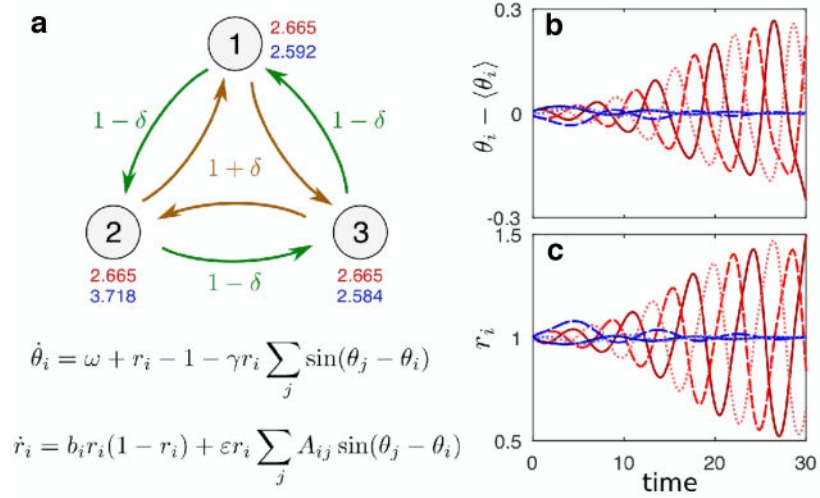 a
1
2.665
2.592
1 − δ
1 − δ
1 + δ
2
3
2.665
3.718
1 − δ
2.665
2.584
θ̇ᵢ = ω + rᵢ − 1 − γrᵢ ∑ⱼ sin(θⱼ − θᵢ)
ṙᵢ = bᵢrᵢ(1 − rᵢ) + εrᵢ ∑ⱼ Aᵢⱼ sin(θⱼ − θᵢ)
b
0.3
θᵢ − ⟨θᵢ⟩
0
-0.3
c
1.5
rᵢ
1
0.5
0 10 20 30
time